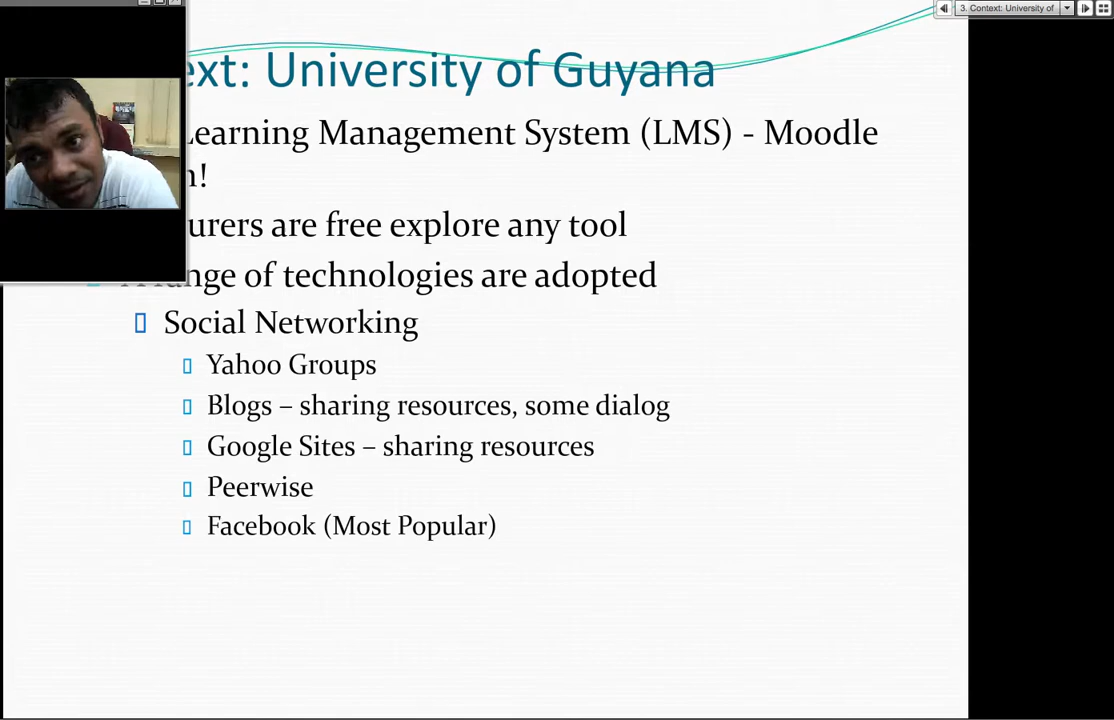 3. Context: University of
ext: University of Guyana
Learning Management System (LMS) - Moodle
n!
urers are free explore any tool
nge of technologies are adopted
Social Networking
Yahoo Groups
Blogs – sharing resources, some dialog
Google Sites – sharing resources
Peerwise
Facebook (Most Popular)